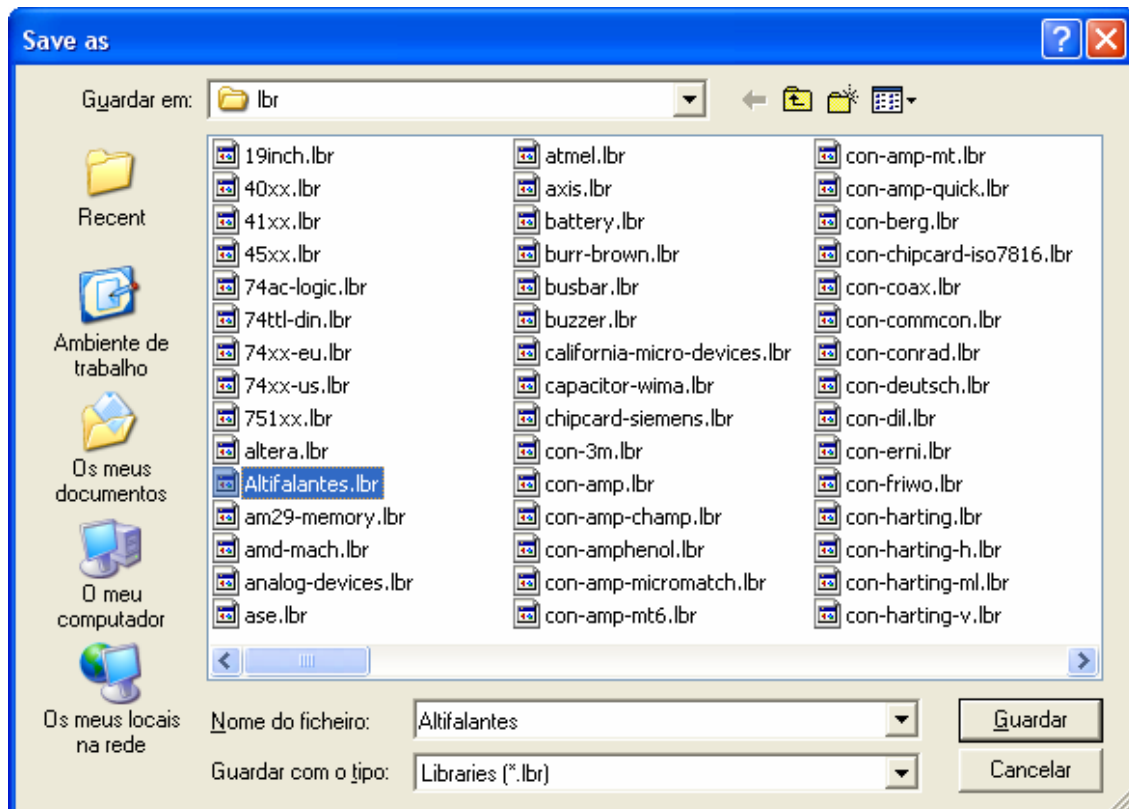 Save as
Guardar em:
lbr
Recent
Ambiente de
trabalho
Os meus
documentos
O meu
computador
Os meus locais
na rede
19inch.lbr
40xx.lbr
41xx.lbr
45xx.lbr
74ac-logic.lbr
74ttl-din.lbr
74xx-eu.lbr
74xx-us.lbr
751xx.lbr
altera.lbr
Altifalantes.lbr
am29-memory.lbr
amd-mach.lbr
analog-devices.lbr
ase.lbr
atmel.lbr
axis.lbr
battery.lbr
burr-brown.lbr
busbar.lbr
buzzer.lbr
california-micro-devices.lbr
capacitor-wima.lbr
chipcard-siemens.lbr
con-3m.lbr
con-amp.lbr
con-amp-champ.lbr
con-amphenol.lbr
con-amp-micromatch.lbr
con-amp-mt6.lbr
con-amp-mt.lbr
con-amp-quick.lbr
con-berg.lbr
con-chipcard-iso7816.lbr
con-coax.lbr
con-commcon.lbr
con-conrad.lbr
con-deutsch.lbr
con-dil.lbr
con-erni.lbr
con-friwo.lbr
con-harting.lbr
con-harting-h.lbr
con-harting-ml.lbr
con-harting-v.lbr
Nome do ficheiro:
Altifalantes
Guardar
Guardar com o tipo:
Libraries (*.lbr)
Cancelar